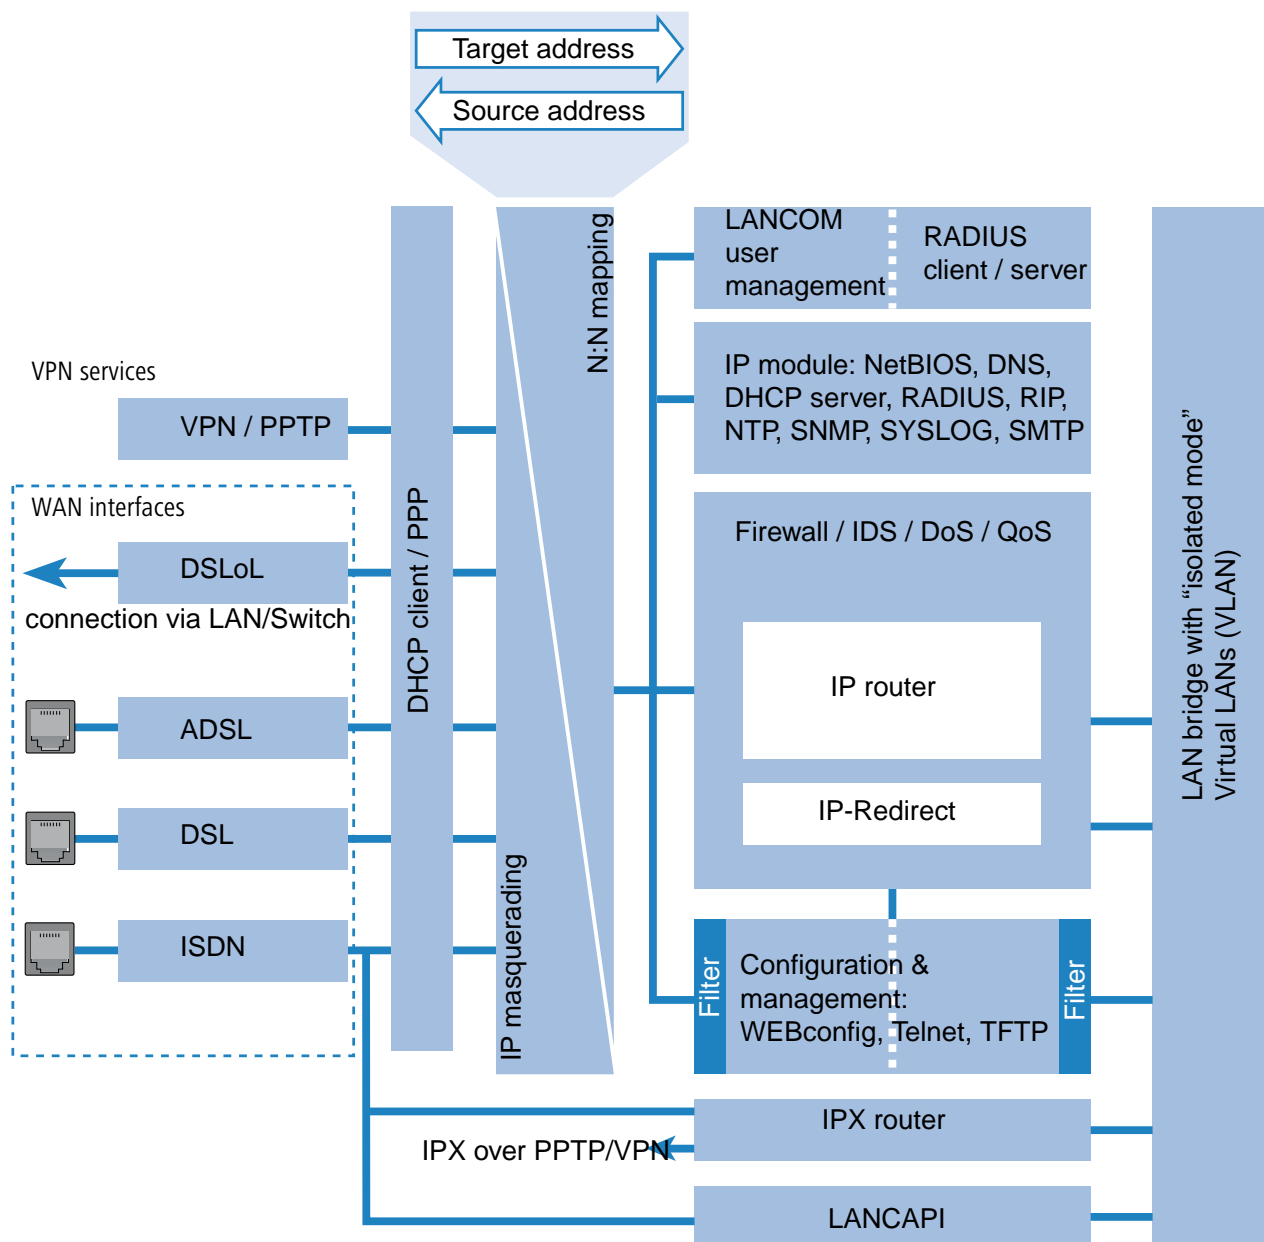 Target address
Source address
LANCOM
user
management
RADIUS
client / server
N:N mapping
IP masquerading
DHCP client / PPP
IP module: NetBIOS, DNS,
DHCP server, RADIUS, RIP,
NTP, SNMP, SYSLOG, SMTP
VPN services
VPN / PPTP
WAN interfaces
DSLoL
connection via LAN/Switch
ADSL
DSL
ISDN
Firewall / IDS / DoS / QoS
IP router
IP-Redirect
Filter
Configuration &
management:
WEBconfig, Telnet, TFTP
Filter
IPX router
IPX over PPTP/VPN
LANCAPI
LAN bridge with “isolated mode”
Virtual LANs (VLAN)